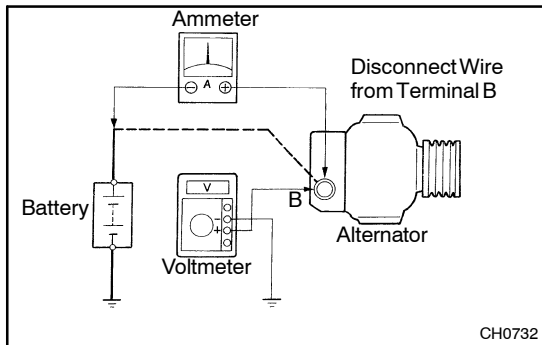 Ammeter
Disconnect Wire
from Terminal B
− A +
V
Battery
−
+
B
Voltmeter
Alternator
CH0732